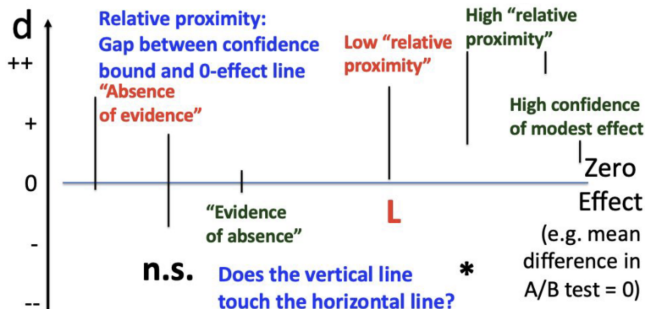 d
++
+
0
-
--
Relative proximity:
Gap between confidence
bound and 0-effect line
“Absence
of evidence”
Low “relative
proximity”
High “relative
proximity”
High confidence
of modest effect
Zero
Effect
(e.g. mean
difference in
A/B test = 0)
“Evidence
of absence”
L
n.s.
Does the vertical line
touch the horizontal line?
*